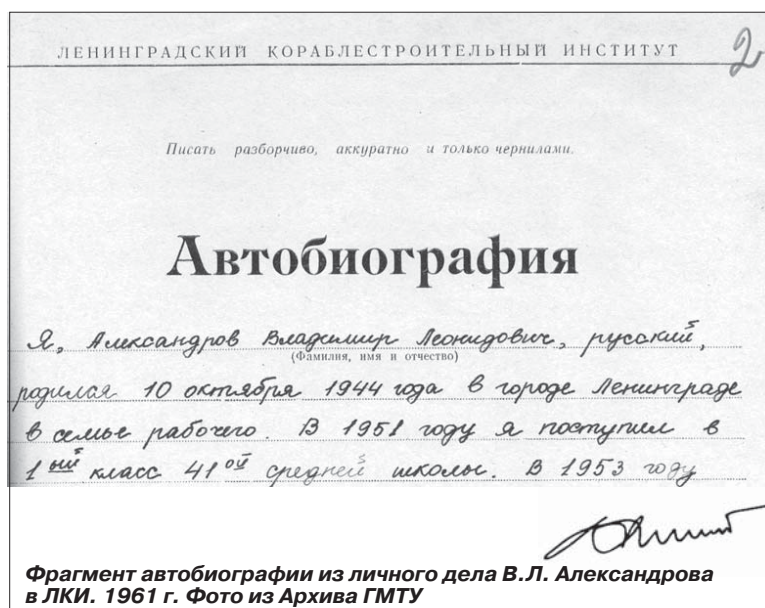 ЛЕНИНГРАДСКИЙ КОРАБЛЕСТРОИТЕЛЬНЫЙ ИНСТИТУТ
2
Писать разборчиво, аккуратно и только чернилами.
Автобиография
Я, Александров Владимир Леонидович, русский,
(Фамилия, имя и отчество)
родился 10 октября 1944 года в городе Ленинграде
в семье рабочего. В 1951 году я поступил в
1ый класс 41ой средней школы. В 1953 году
Фрагмент автобиографии из личного дела В.Л. Александрова
в ЛКИ. 1961 г. Фото из Архива ГМТУ